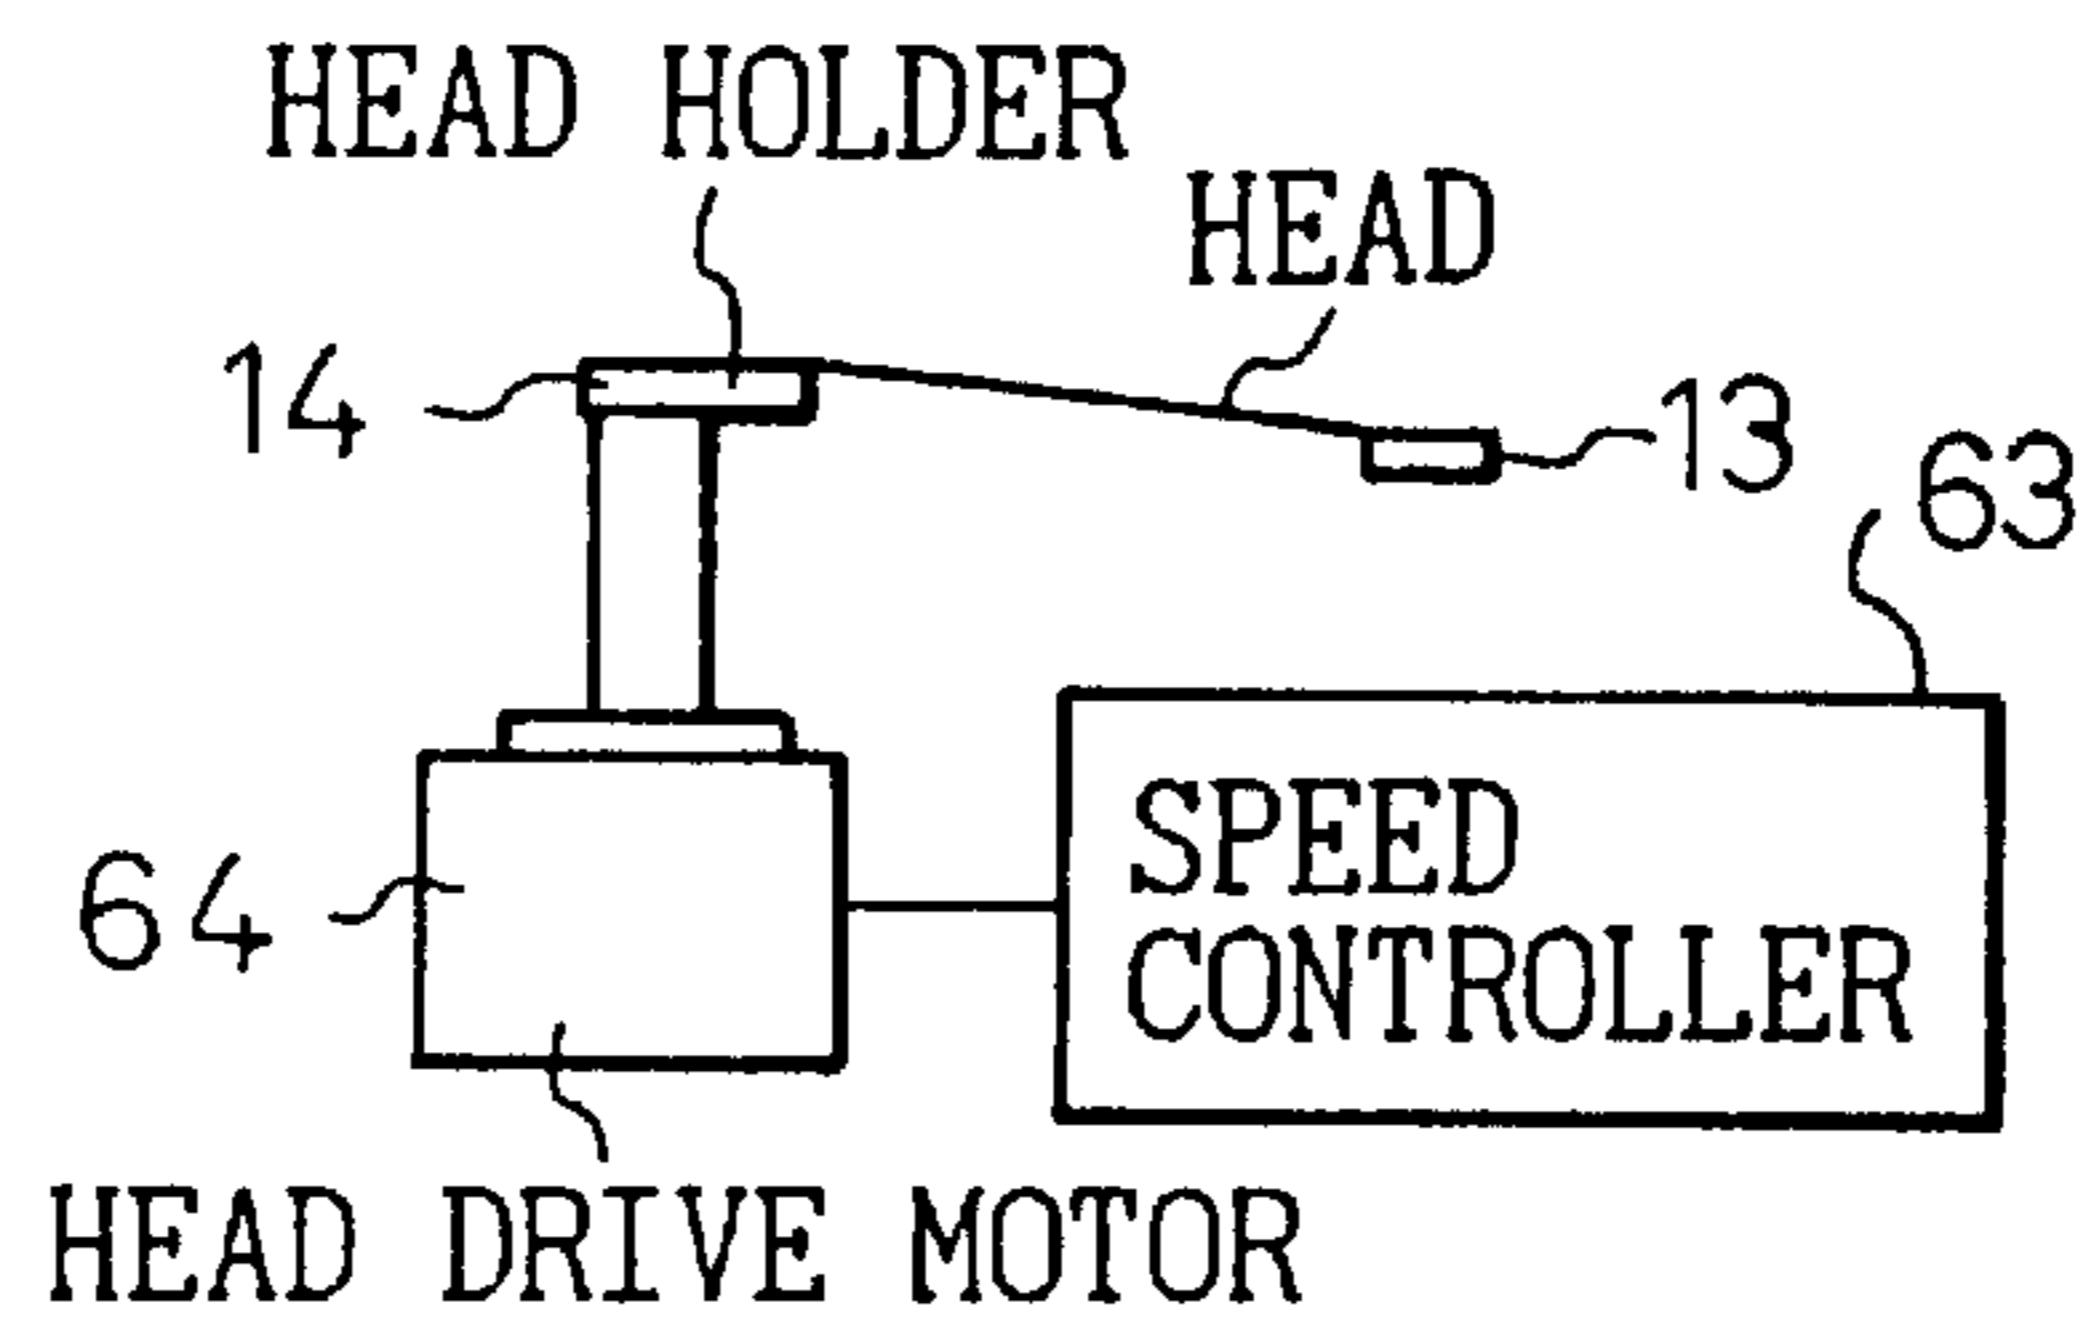 HEAD HOLDER
HEAD
14
13
63
SPEED
CONTROLLER
64
HEAD DRIVE MOTOR